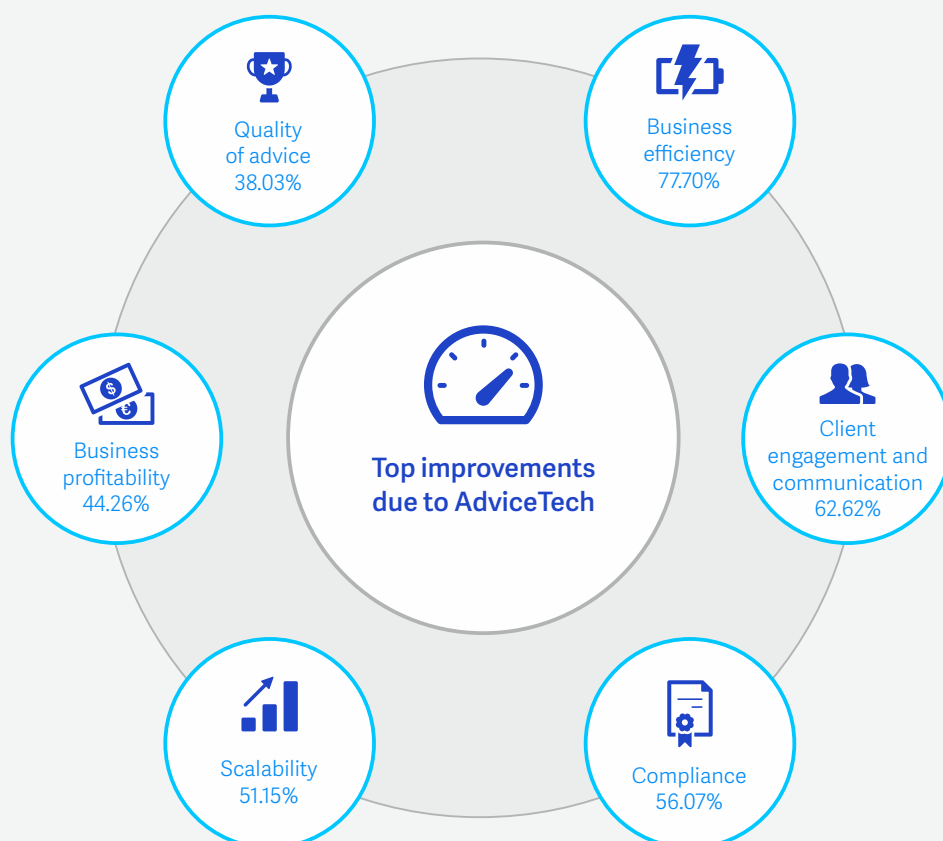 Quality
of advice
38.03%
Business
efficiency
77.70%
$
€
Business
profitability
44.26%
Top improvements
due to AdviceTech
Client
engagement and
communication
62.62%
Scalability
51.15%
Compliance
56.07%